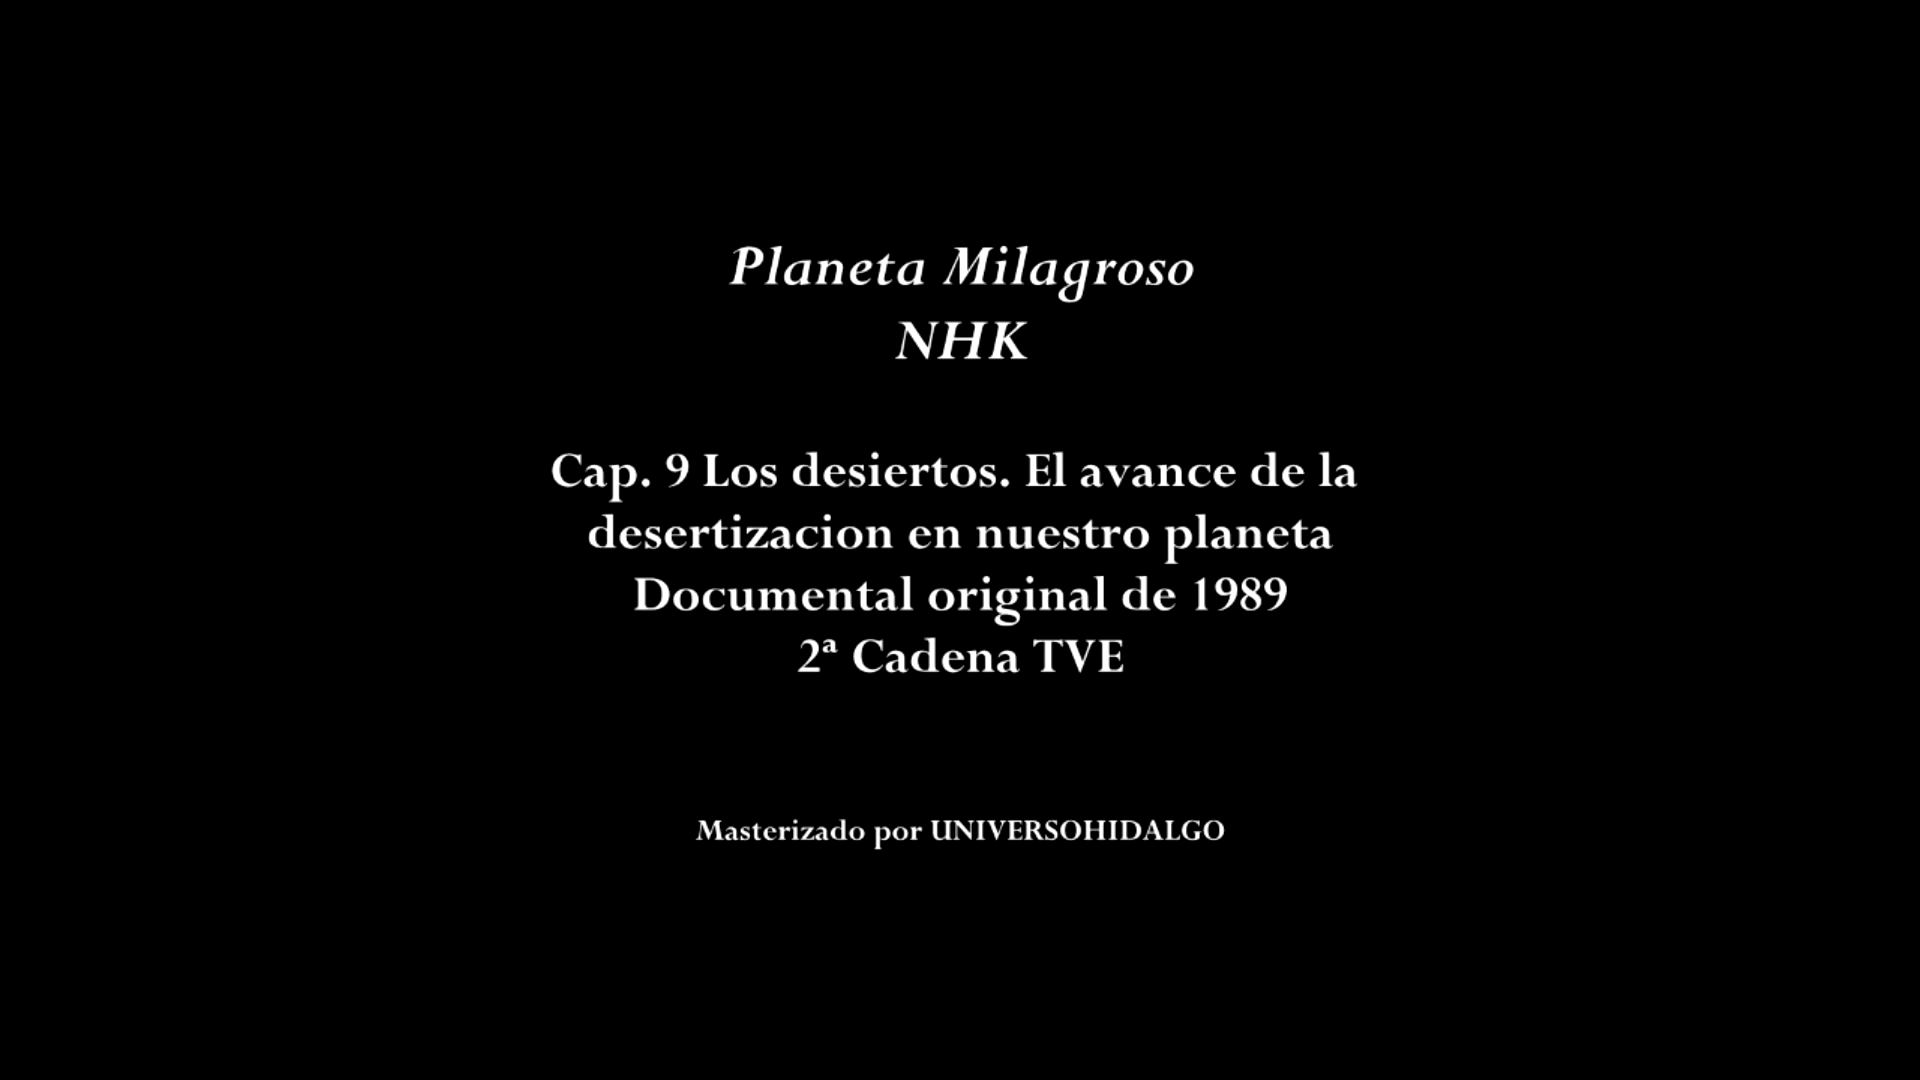 Planeta Milagroso
NHK
Cap. 9 Los desiertos. El avance de la
desertizacion en nuestro planeta
Documental original de 1989
2ª Cadena TVE
Masterizado por UNIVERSOHIDALGO